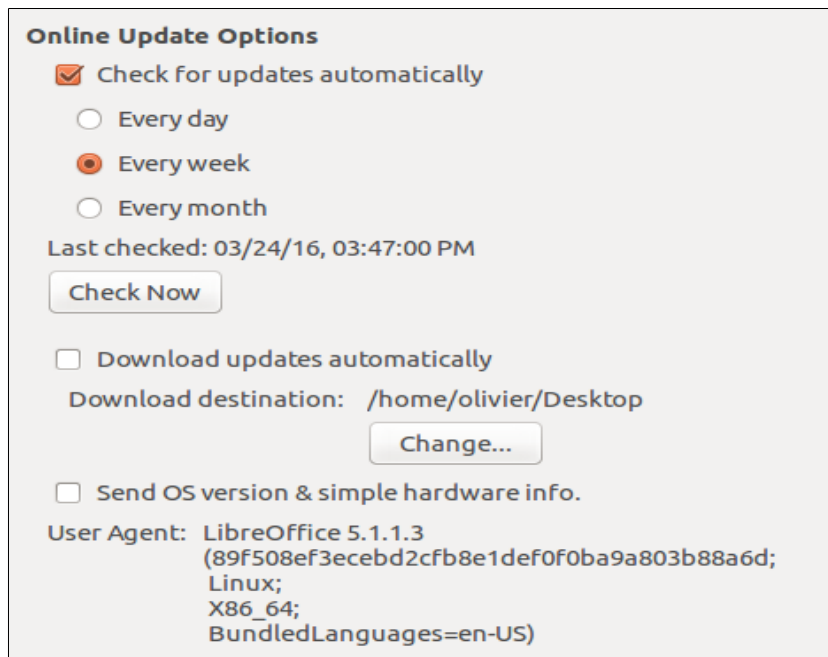 Online Update Options
Check for updates automatically
Every day
Every week
Every month
Last checked: 03/24/16, 03:47:00 PM
Check Now
Download updates automatically
Download destination: /home/olivier/Desktop
Change...
Send OS version & simple hardware info.
User Agent: LibreOffice 5.1.1.3
(89f508ef3ecebd2cfb8e1def0f0ba9a803b88a6d;
Linux;
X86_64;
BundledLanguages=en-US)